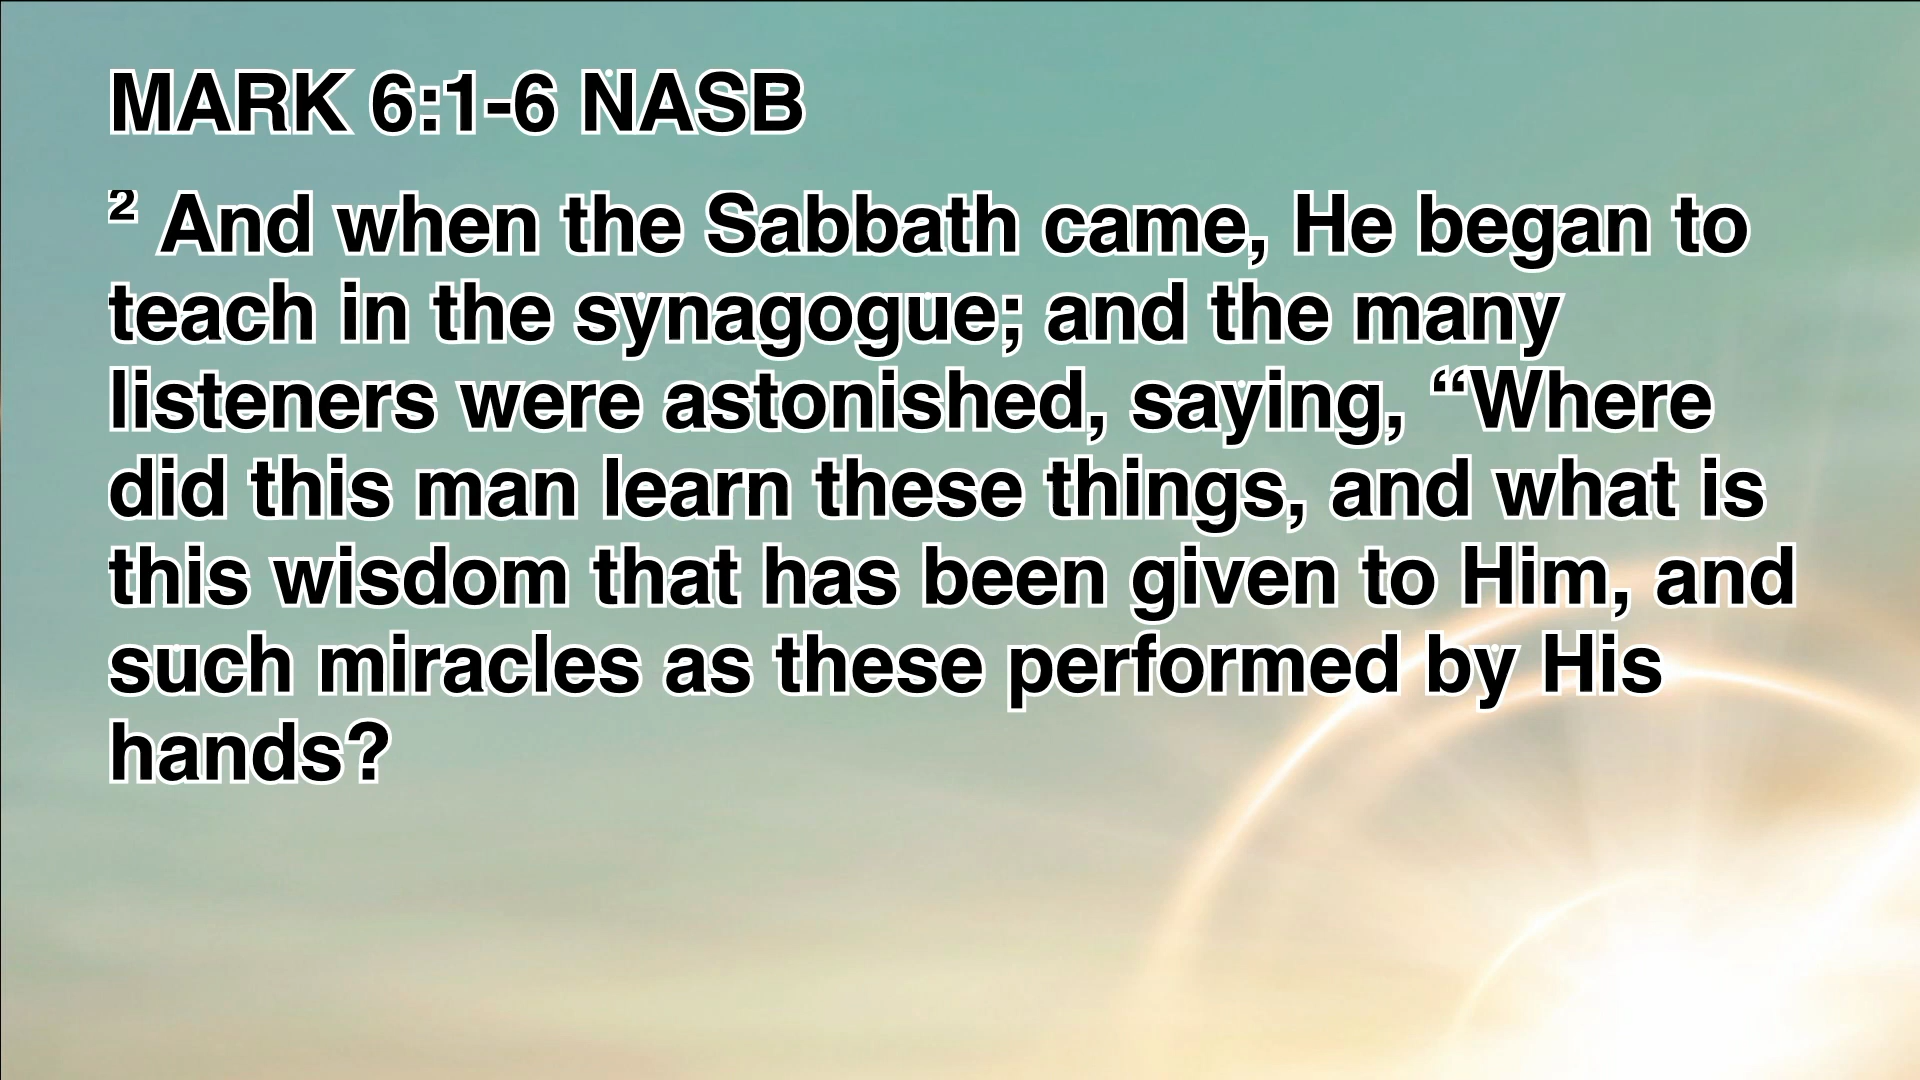 MARK 6:1-6 NASB
² And when the Sabbath came, He began to
teach in the synagogue; and the many
listeners were astonished, saying, “Where
did this man learn these things, and what is
this wisdom that has been given to Him, and
such miracles as these performed by His
hands?